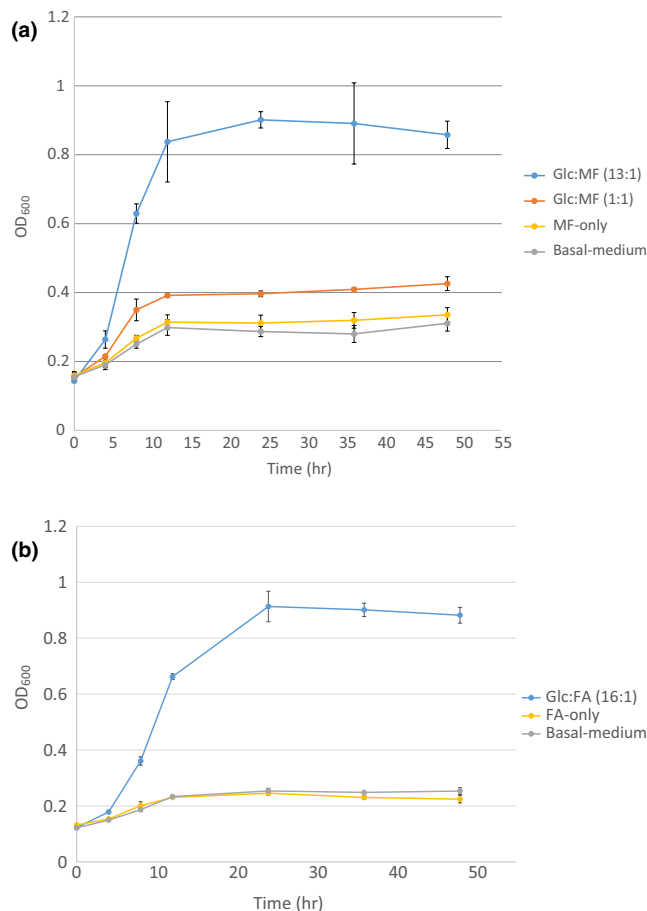 (a)
1.2
1
0.8
0.6
0.4
0.2
0
OD600
0 5 10 15 20 25 30 35 40 45 50 55
Time (hr)
Glc:MF (13:1)
Glc:MF (1:1)
MF-only
Basal-medium
(b)
1.2
1
0.8
0.6
0.4
0.2
0
OD600
0 10 20 30 40 50
Time (hr)
Glc:FA (16:1)
FA-only
Basal-medium